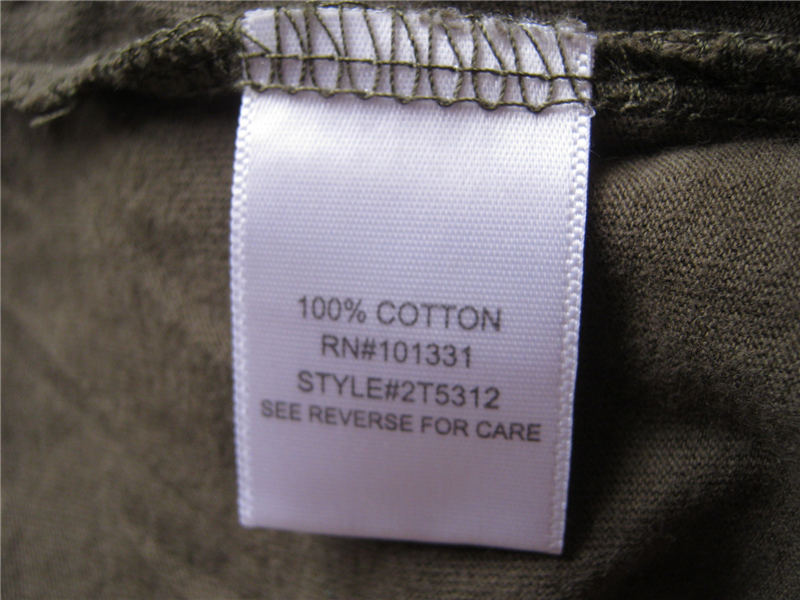 100% COTTON
RN#101331
STYLE#2T5312
SEE REVERSE FOR CARE